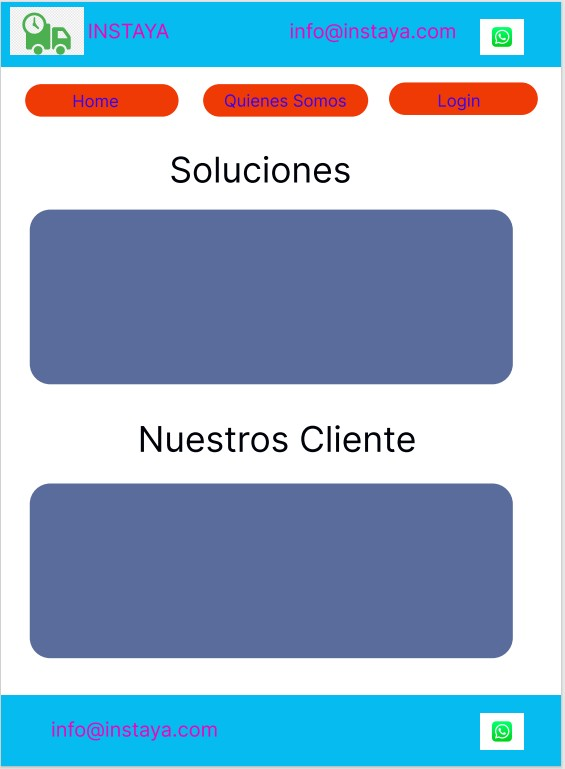 INSTAYA
info@instaya.com
Home
Quienes Somos
Login
Soluciones
Nuestros Cliente
info@instaya.com